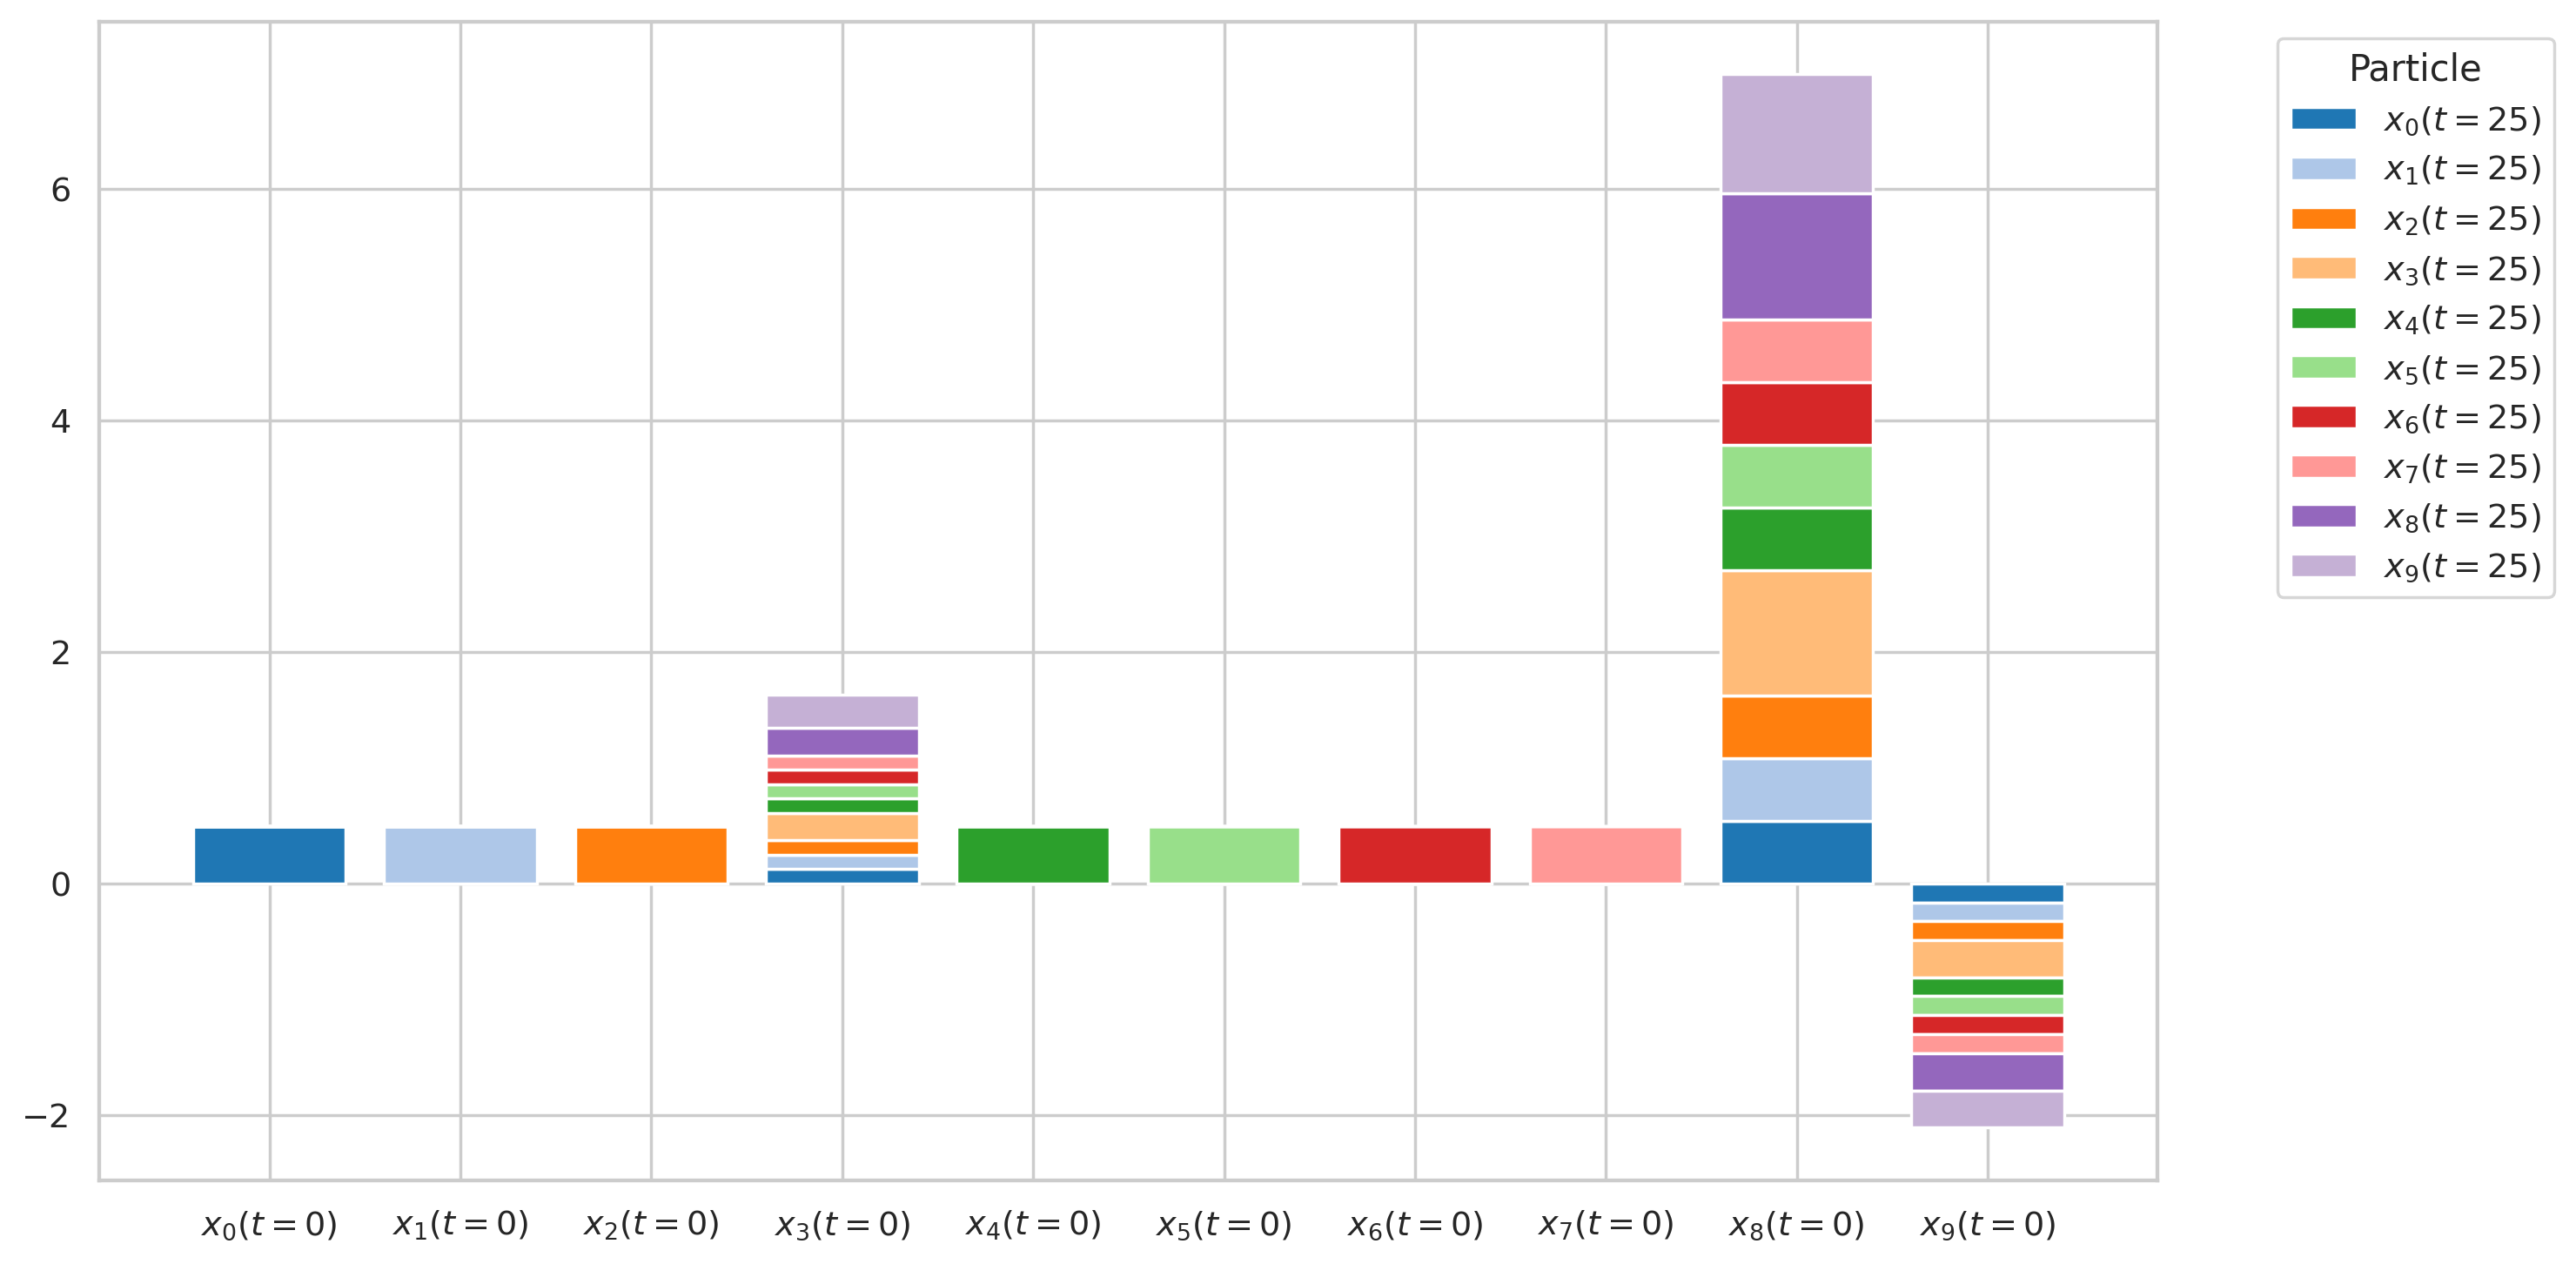 6
4
2
0
−2
x₀(t = 0)
x₁(t = 0)
x₂(t = 0)
x₃(t = 0)
x₄(t = 0)
x₅(t = 0)
x₆(t = 0)
x₇(t = 0)
x₈(t = 0)
x₉(t = 0)
Particle
x₀(t = 25)
x₁(t = 25)
x₂(t = 25)
x₃(t = 25)
x₄(t = 25)
x₅(t = 25)
x₆(t = 25)
x₇(t = 25)
x₈(t = 25)
x₉(t = 25)